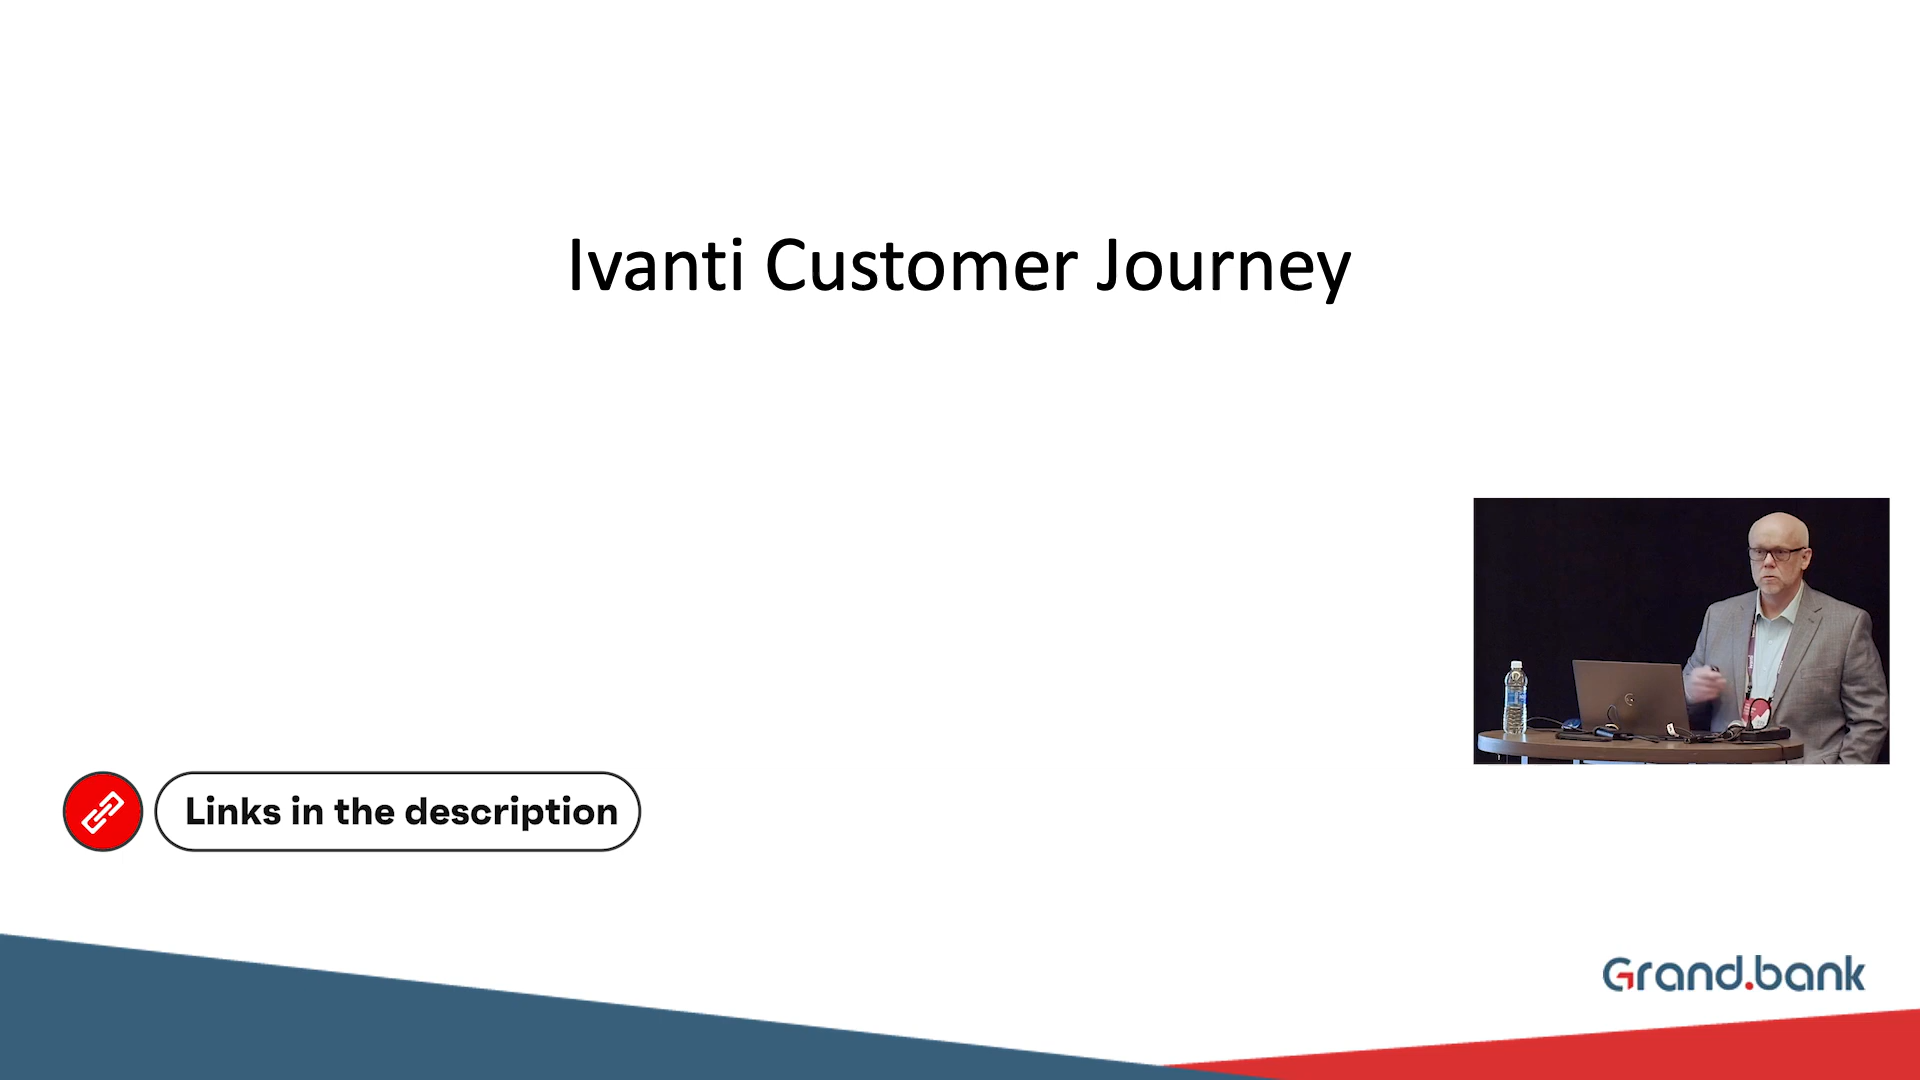 Ivanti Customer Journey
Links in the description
Grand.bank